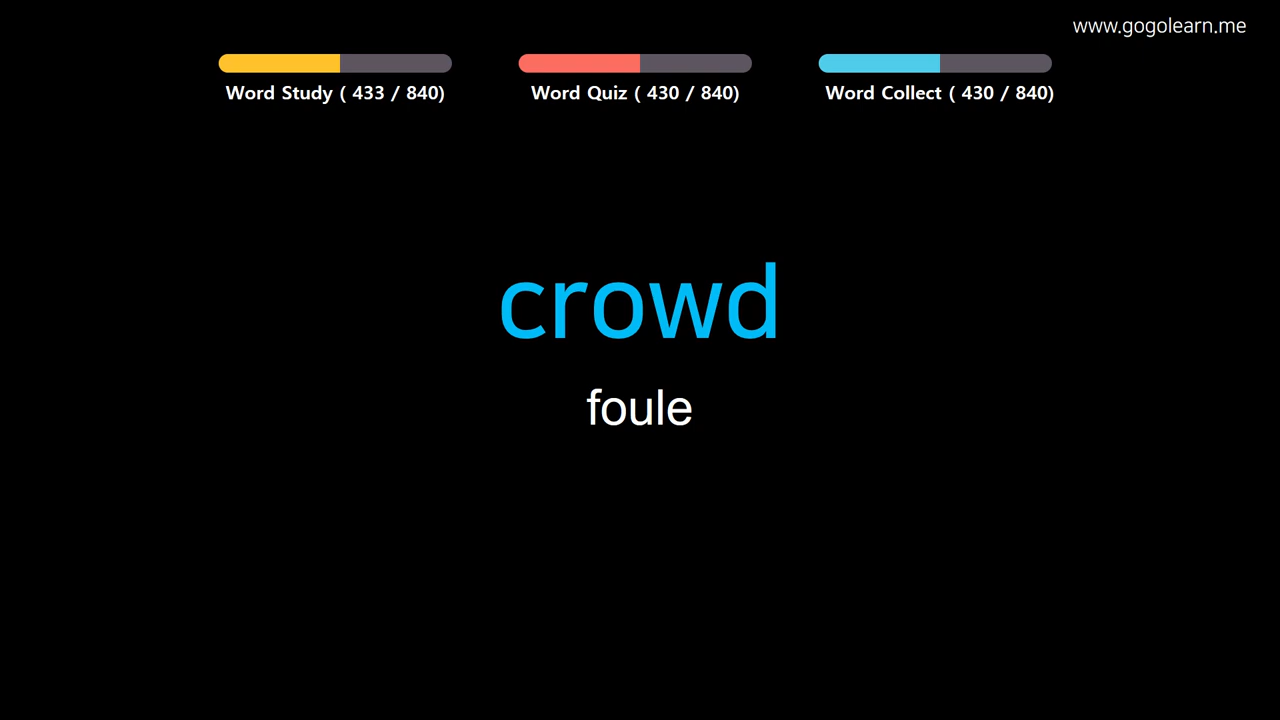 www.gogolearn.me
Word Study ( 433 / 840)
Word Quiz ( 430 / 840)
Word Collect ( 430 / 840)
crowd
foule